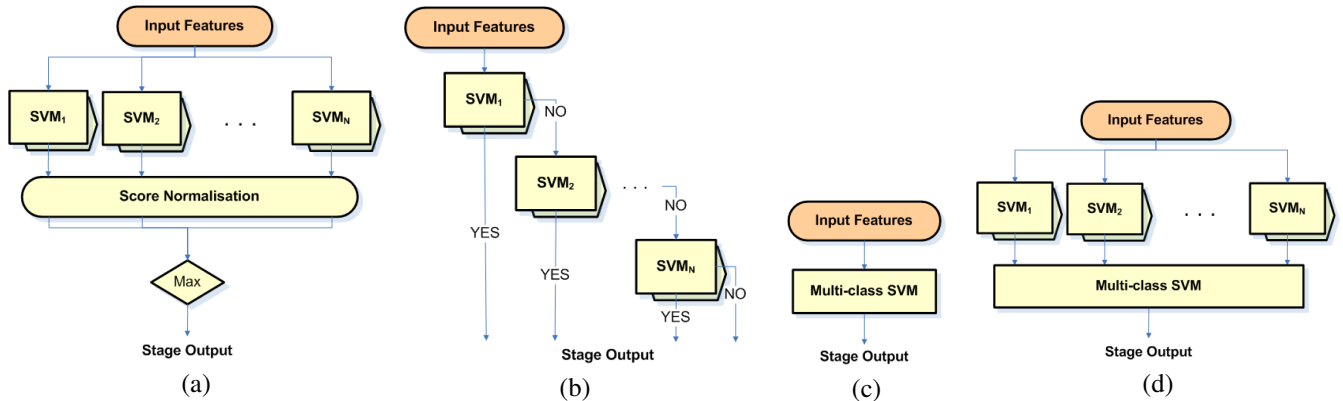 Input Features
SVM1
SVM2
. . .
SVMN
Score Normalisation
Max
Stage Output
(a)
Input Features
SVM1
NO
SVM2
. . .
NO
YES
YES
SVMN
NO
YES
Stage Output
(b)
Input Features
Multi-class SVM
Stage Output
(c)
Input Features
SVM1
SVM2
. . .
SVMN
Multi-class SVM
Stage Output
(d)